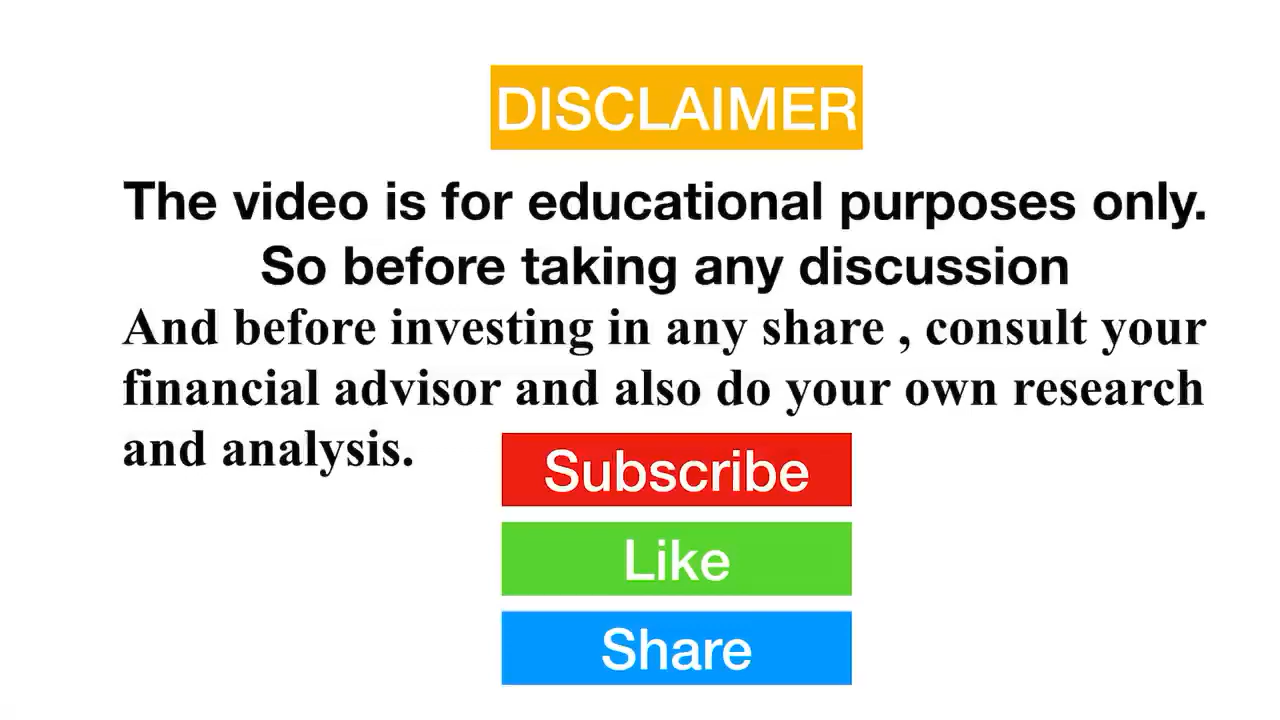 DISCLAIMER
The video is for educational purposes only.
So before taking any discussion
And before investing in any share , consult your
financial advisor and also do your own research
and analysis.
Subscribe
Like
Share